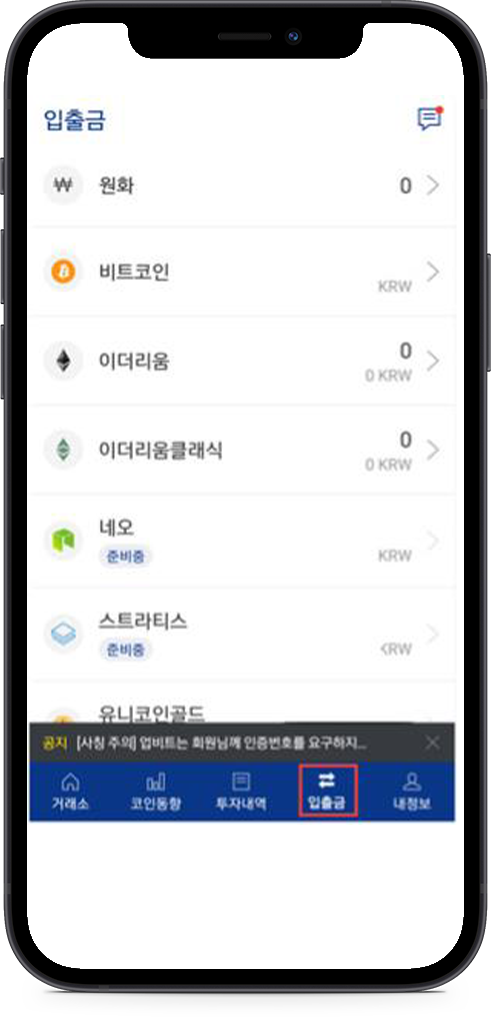 입출금
원화
0
비트코인
KRW
이더리움
0
0 KRW
이더리움클래식
0
0 KRW
네오
준비중
KRW
스트라티스
준비중
KRW
유니코인골드
공지 [사칭 주의] 업비트는 회원님께 인증번호를 요구하지...
거래소 코인동향 투자내역 입출금 내정보